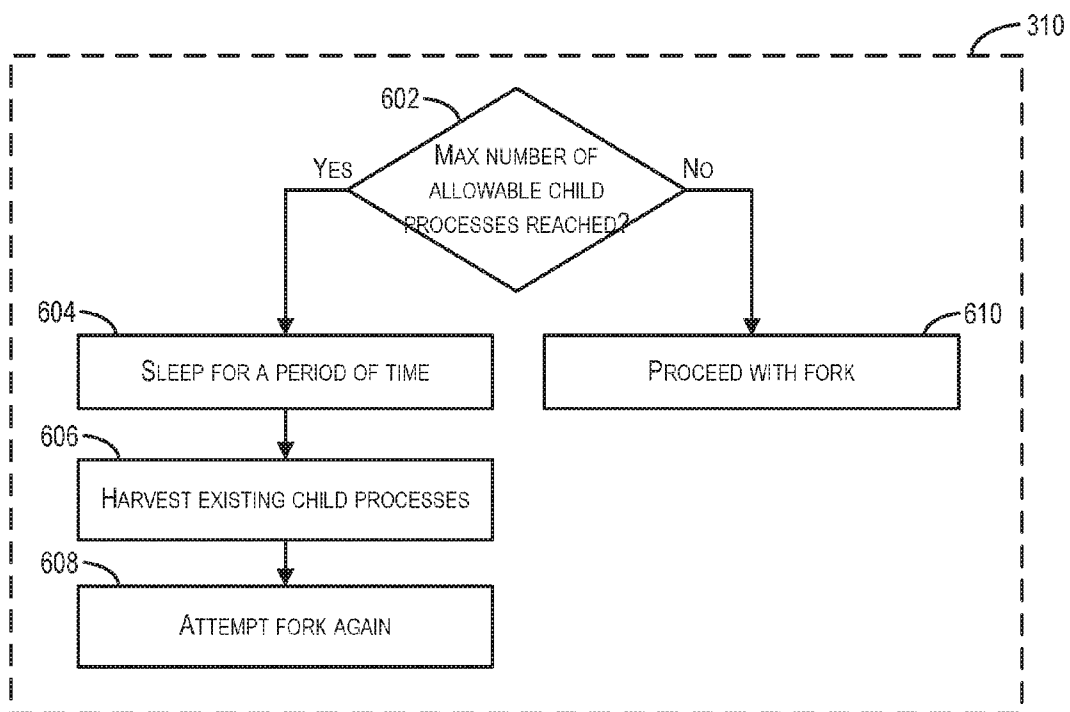 310
602
YES
MAX NUMBER OF
ALLOWABLE CHILD
PROCESSES REACHED?
NO
604
SLEEP FOR A PERIOD OF TIME
610
PROCEED WITH FORK
606
HARVEST EXISTING CHILD PROCESSES
608
ATTEMPT FORK AGAIN